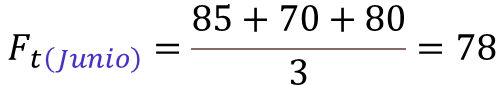 F_t(Junio) = (85 + 70 + 80) / 3 = 78